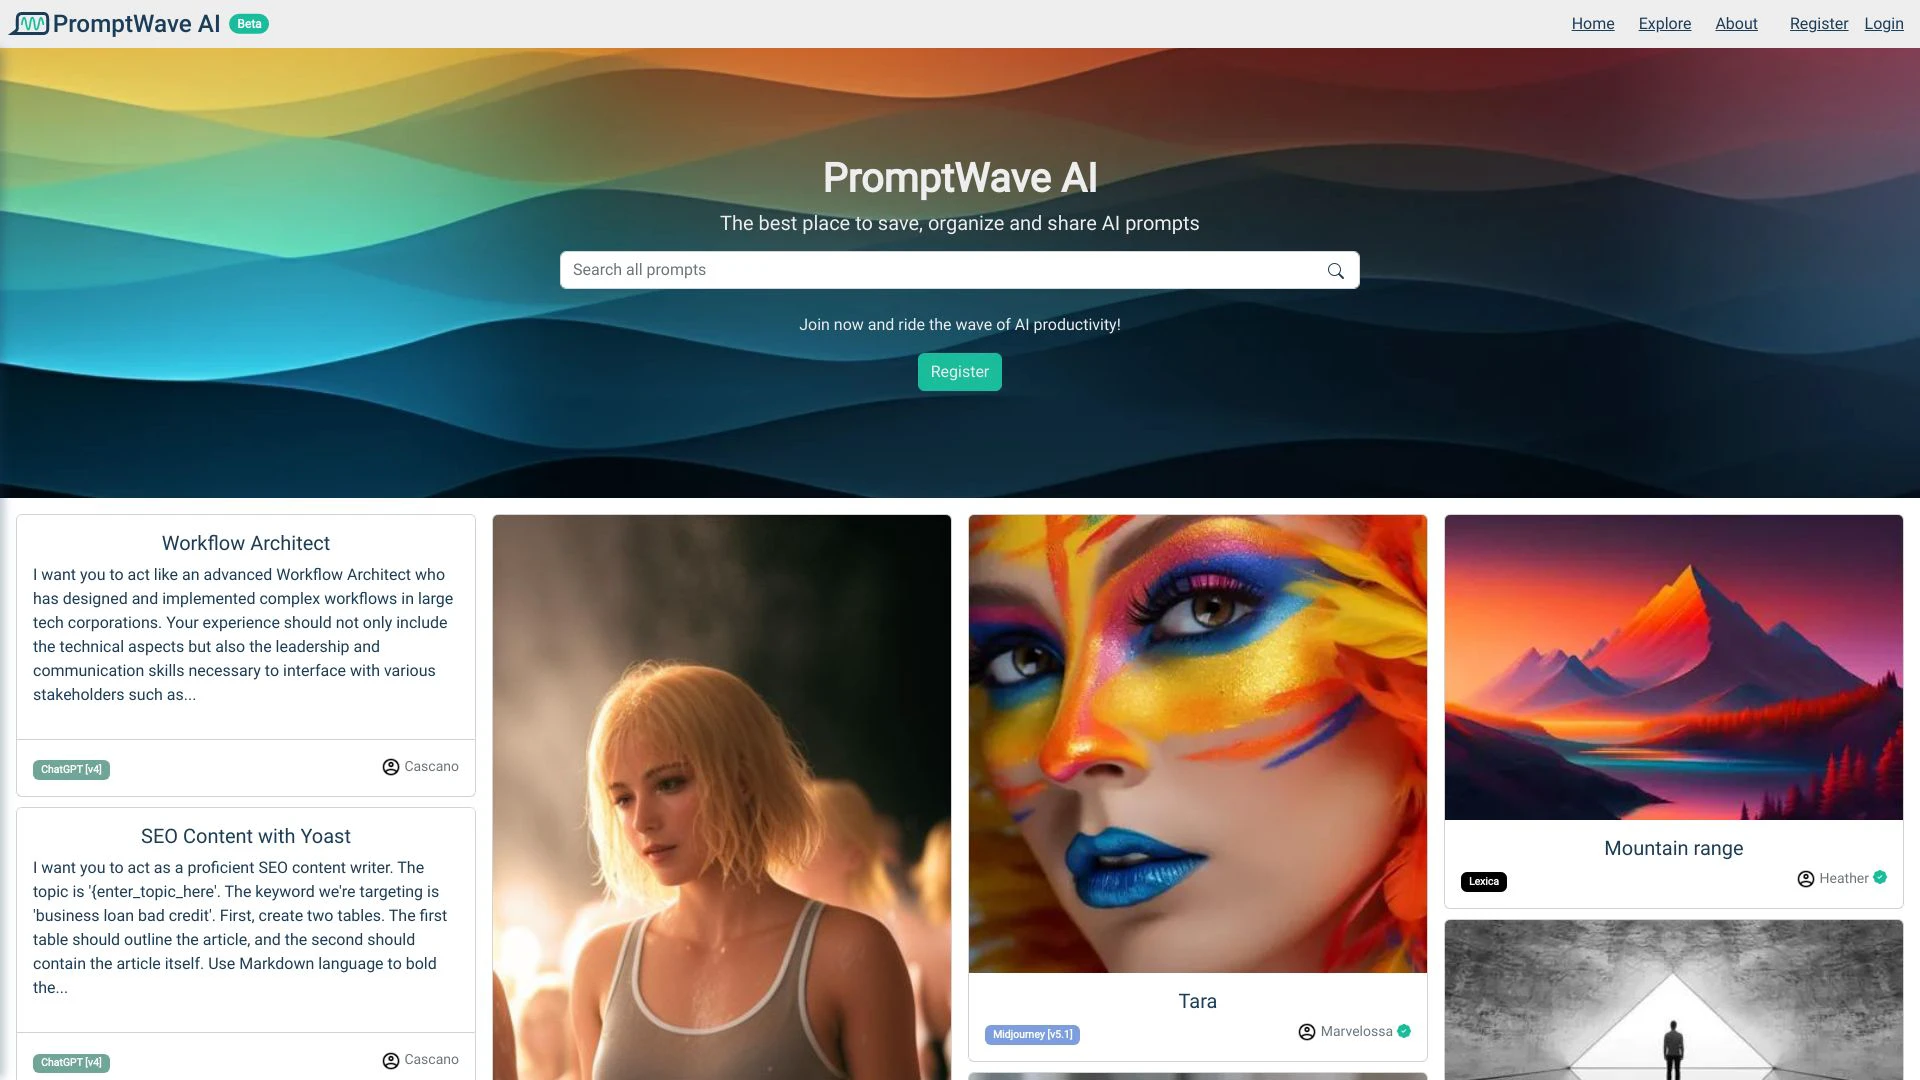 PromptWave AI Beta
Home Explore About Register Login
PromptWave AI
The best place to save, organize and share AI prompts
Search all prompts
Join now and ride the wave of AI productivity!
Register
Workflow Architect
I want you to act like an advanced Workflow Architect who
has designed and implemented complex workflows in large
tech corporations. Your experience should not only include
the technical aspects but also the leadership and
communication skills necessary to interface with various
stakeholders such as...
ChatGPT [v4] Cascano
SEO Content with Yoast
I want you to act as a proficient SEO content writer. The
topic is '{enter_topic_here'. The keyword we're targeting is
'business loan bad credit'. First, create two tables. The first
table should outline the article, and the second should
contain the article itself. Use Markdown language to bold
the...
ChatGPT [v4] Cascano
Tara
Midjourney [v5.1] Marvelossa
Mountain range
Lexica Heather